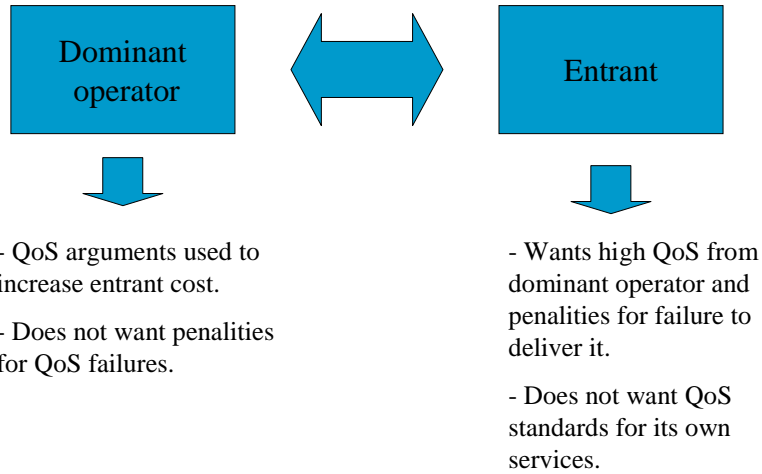 Dominant
operator
Entrant
- QoS arguments used to
increase entrant cost.
- Does not want penalities
for QoS failures.
- Wants high QoS from
dominant operator and
penalities for failure to
deliver it.
- Does not want QoS
standards for its own
services.